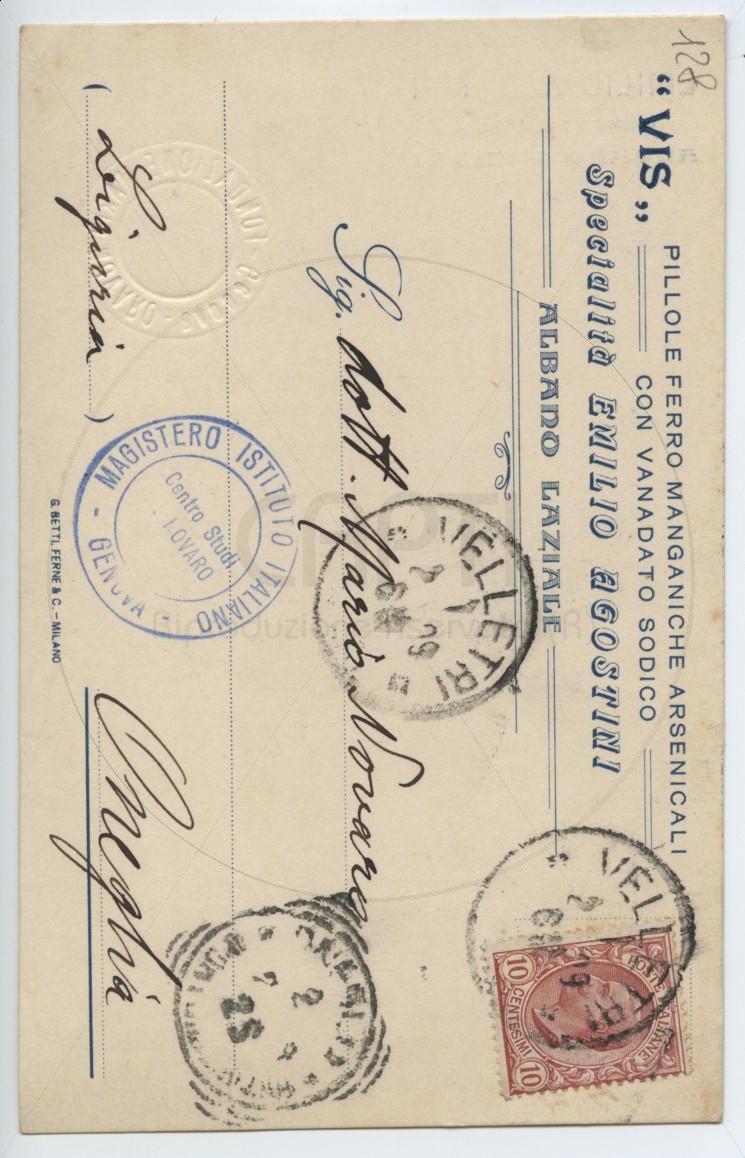 128
“VIS„ PILLOLE FERRO MANGANICHE ARSENICALI
CON VANADATO SODICO
Specialità EMILIO AGOSTINI
ALBANO LAZIALE
VELLETRI
VELLETRI
POSTE ITALIANE
10 CENTESIMI 10
Sig. dott. Mario Novaro
Oneglia
( Liguria )
MAGISTERO ISTITUTO ITALIANO - GENOVA -
Centro Studi
NOVARO
G. BETTI, FERNE & C. – MILANO